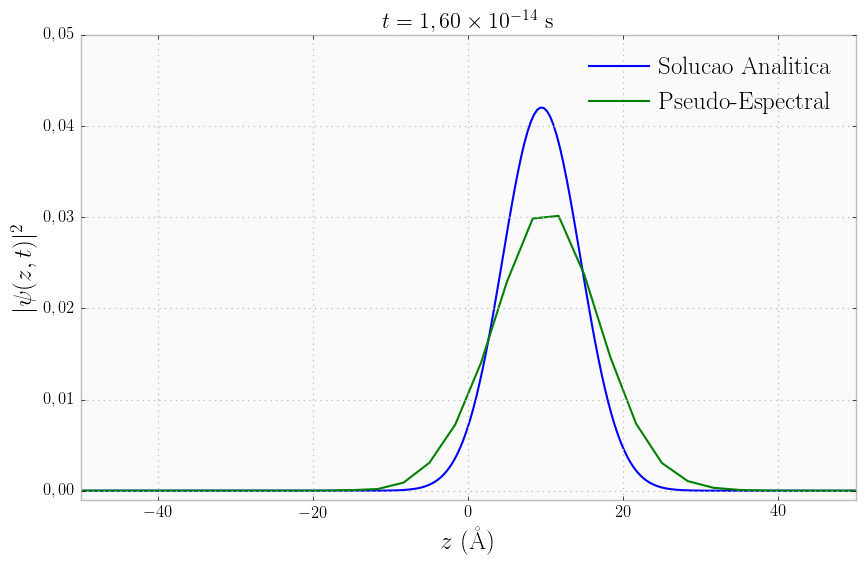 t = 1,60 × 10⁻¹⁴ s
Solucao Analitica
Pseudo-Espectral
|ψ(z, t)|²
0,05
0,04
0,03
0,02
0,01
0,00
−40 −20 0 20 40
z (Å)